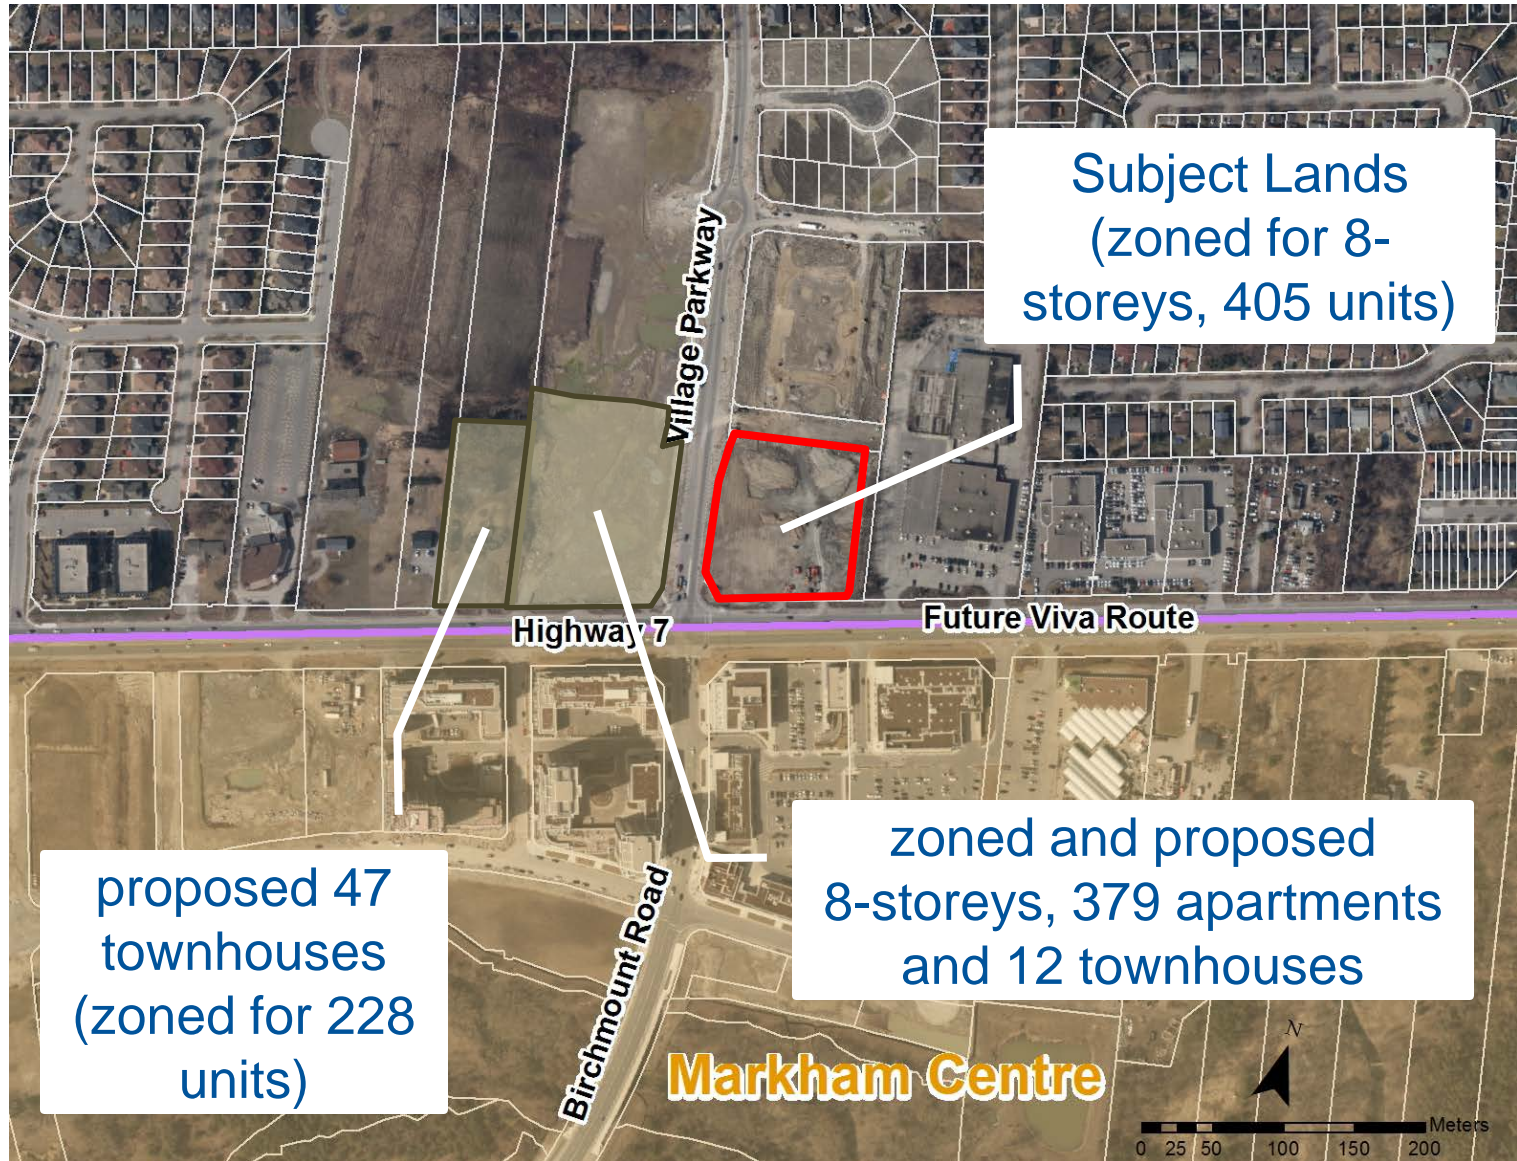 Subject Lands
(zoned for 8-
storeys, 405 units)
Village Parkway
Future Viva Route
Highway 7
zoned and proposed
8-storeys, 379 apartments
and 12 townhouses
proposed 47
townhouses
(zoned for 228
units)
Birchmount Road
Markham Centre
N
Meters
0 25 50 100 150 200